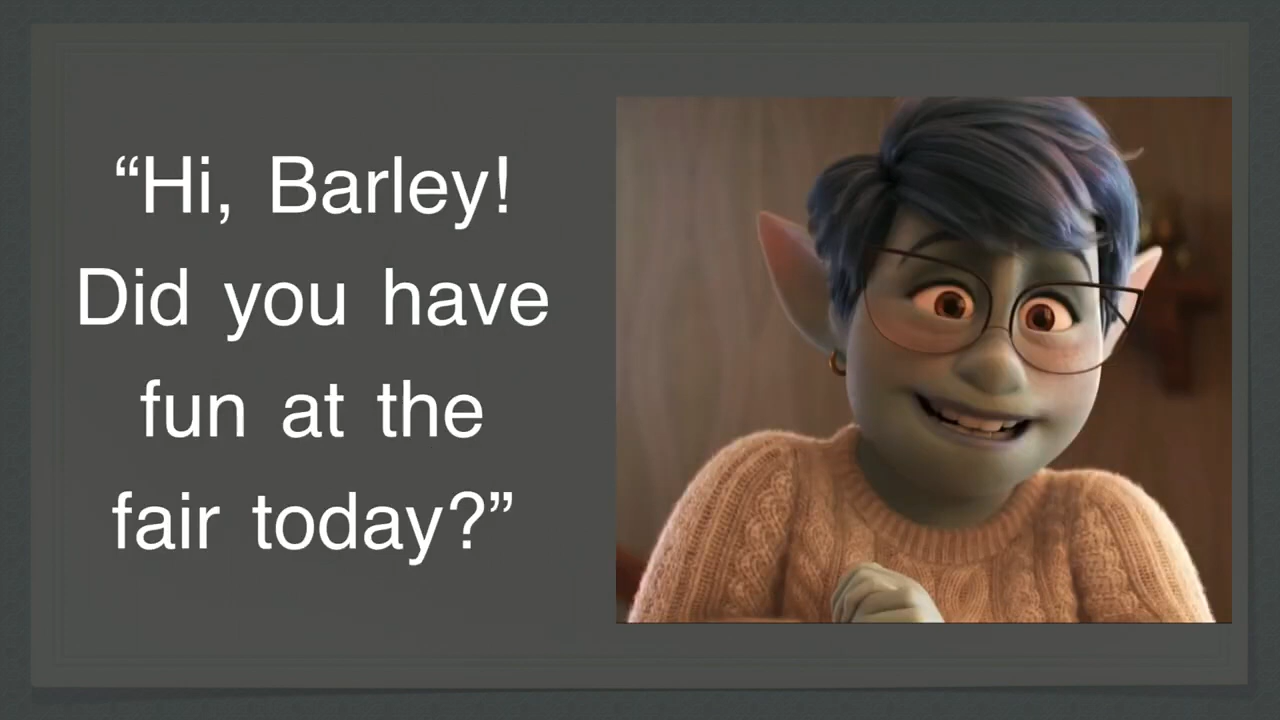 “Hi, Barley!
Did you have
fun at the
fair today?”